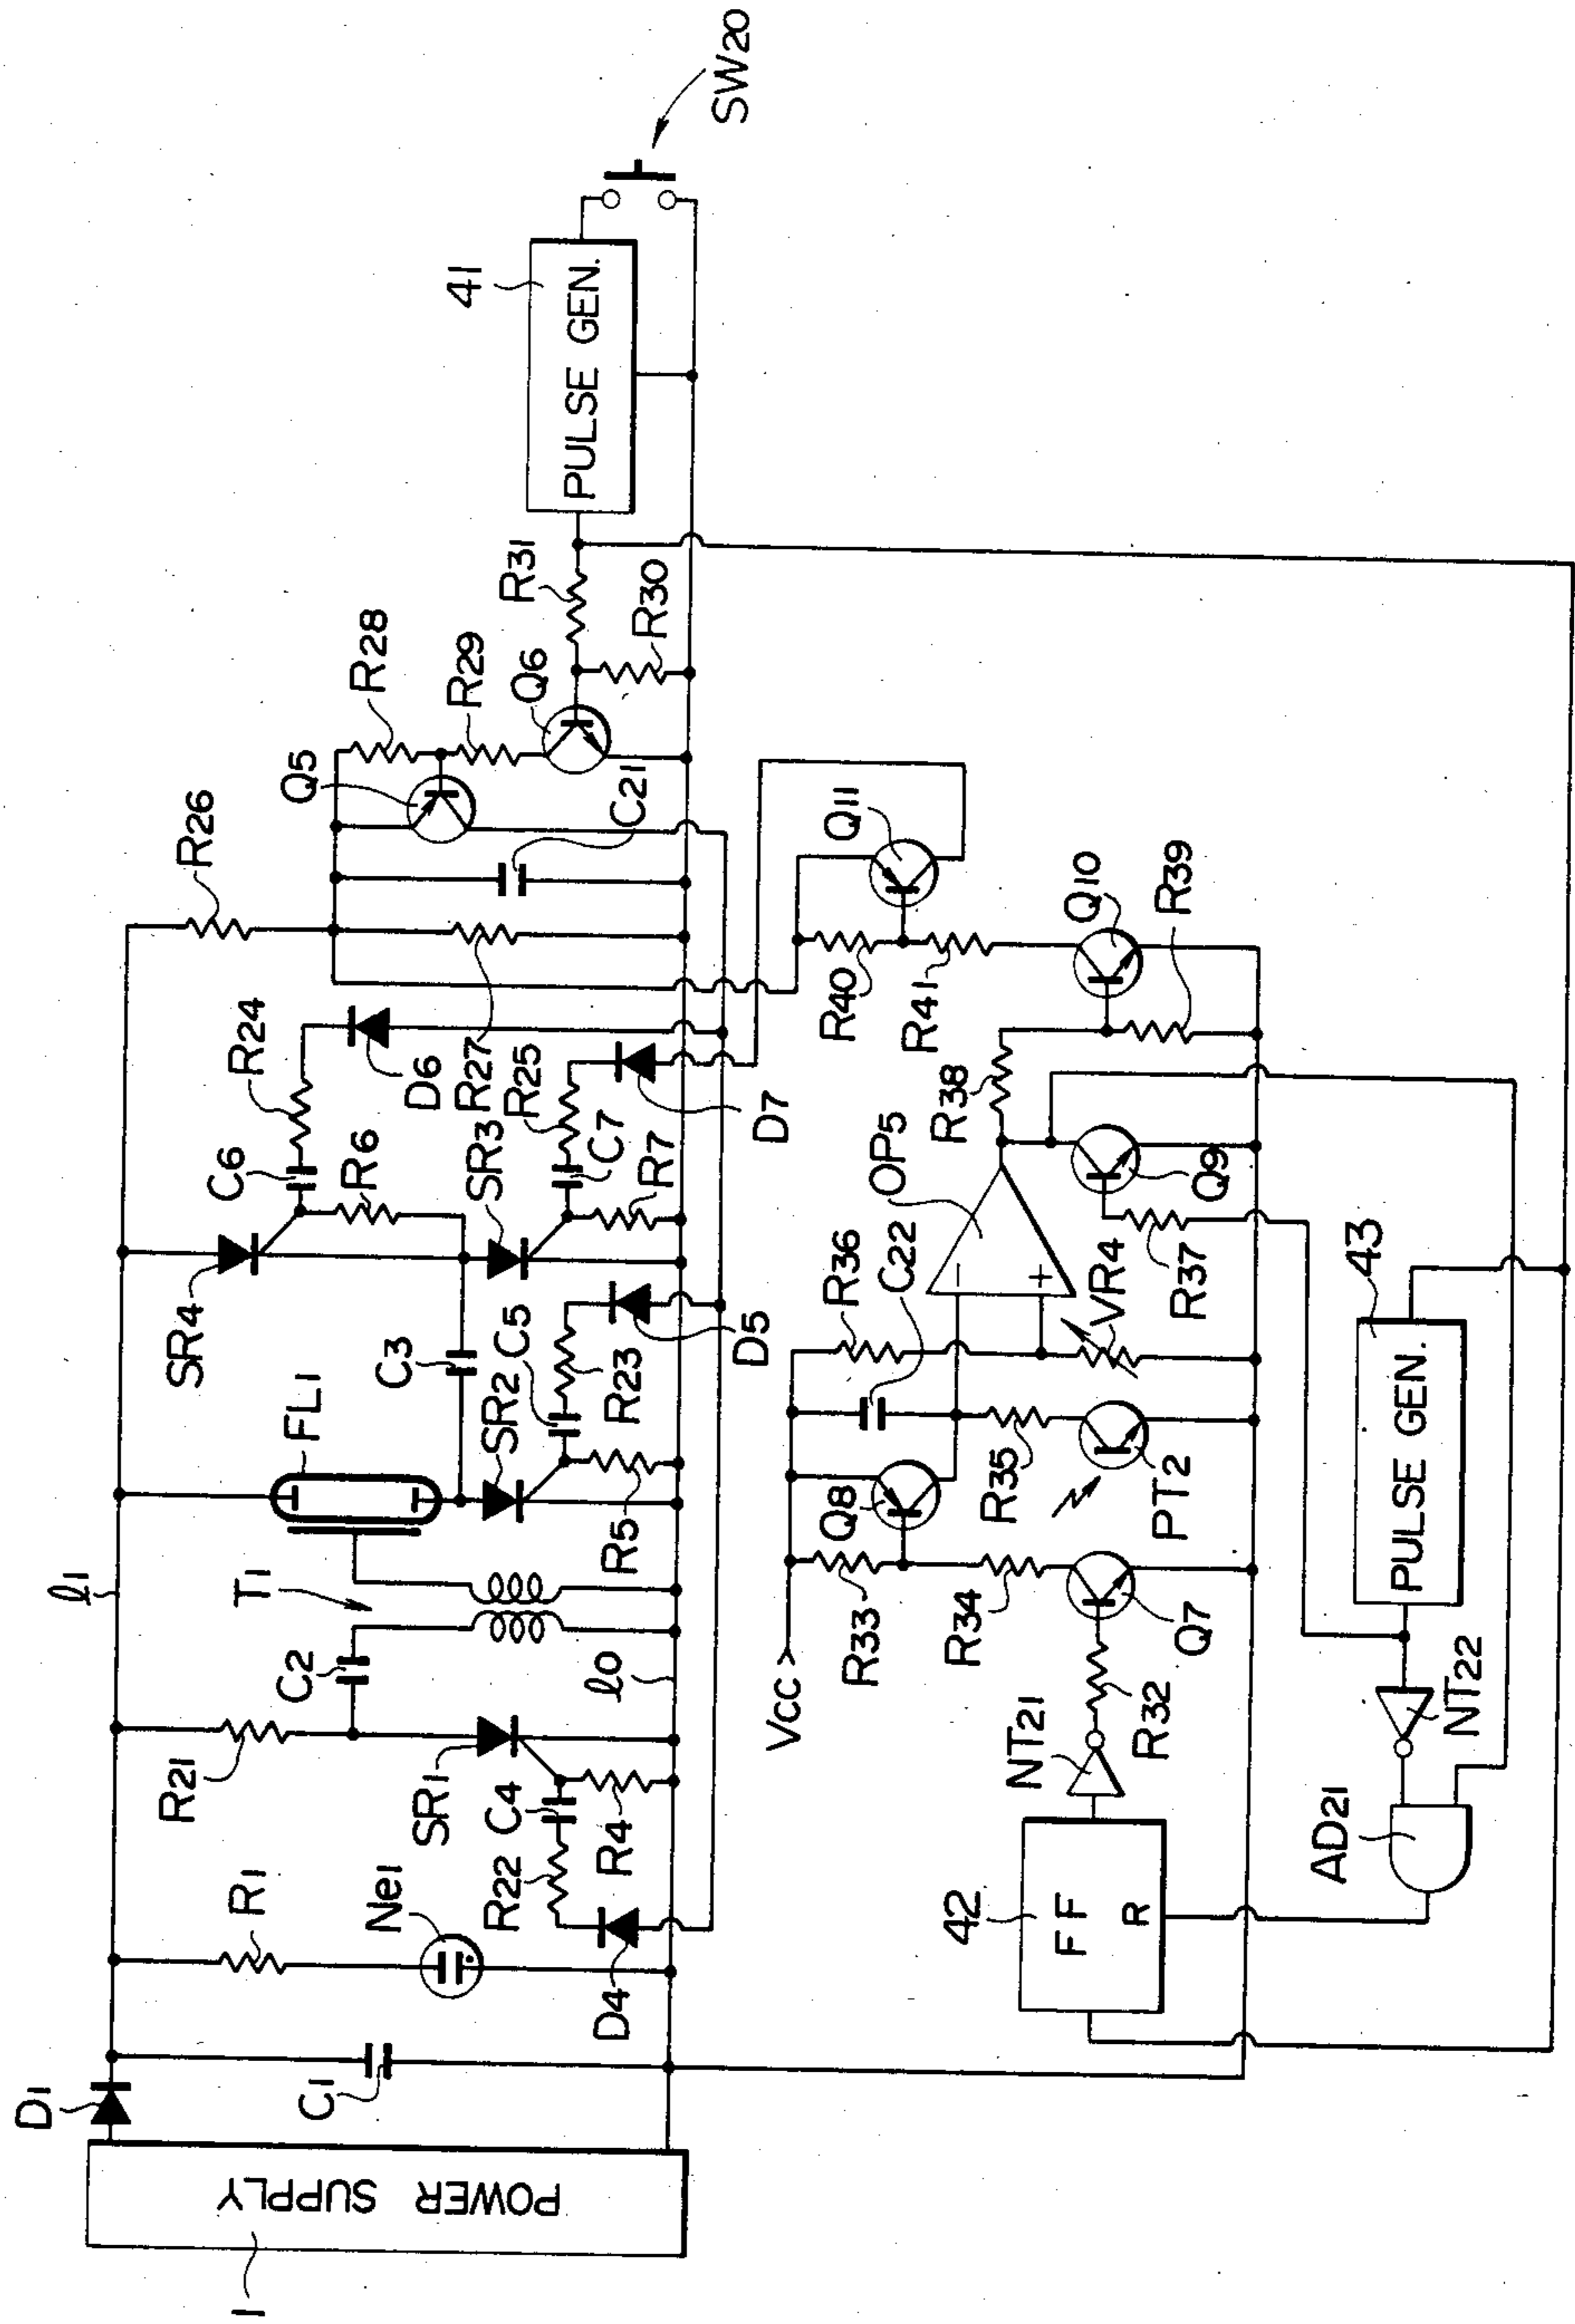 1
POWER SUPPLY
D1
C1
R1
Ne1
R21
SR1
R22
C4
R4
D4
C2
T1
l1
l0
FL1
SR2
R5
C5
R23
D5
C3
SR4
C6
R6
R24
D6
SR3
R27
R25
C7
R7
D7
R26
Q5
C21
R28
R29
Q6
R31
R30
41
PULSE GEN.
SW20
Vcc
R33
R34
Q8
Q7
R32
NT21
42
FF
R
R35
PT2
C22
R36
OP5
-
+
VR4
R37
Q9
R38
R40
R41
Q11
Q10
R39
43
PULSE GEN.
NT22
AD21